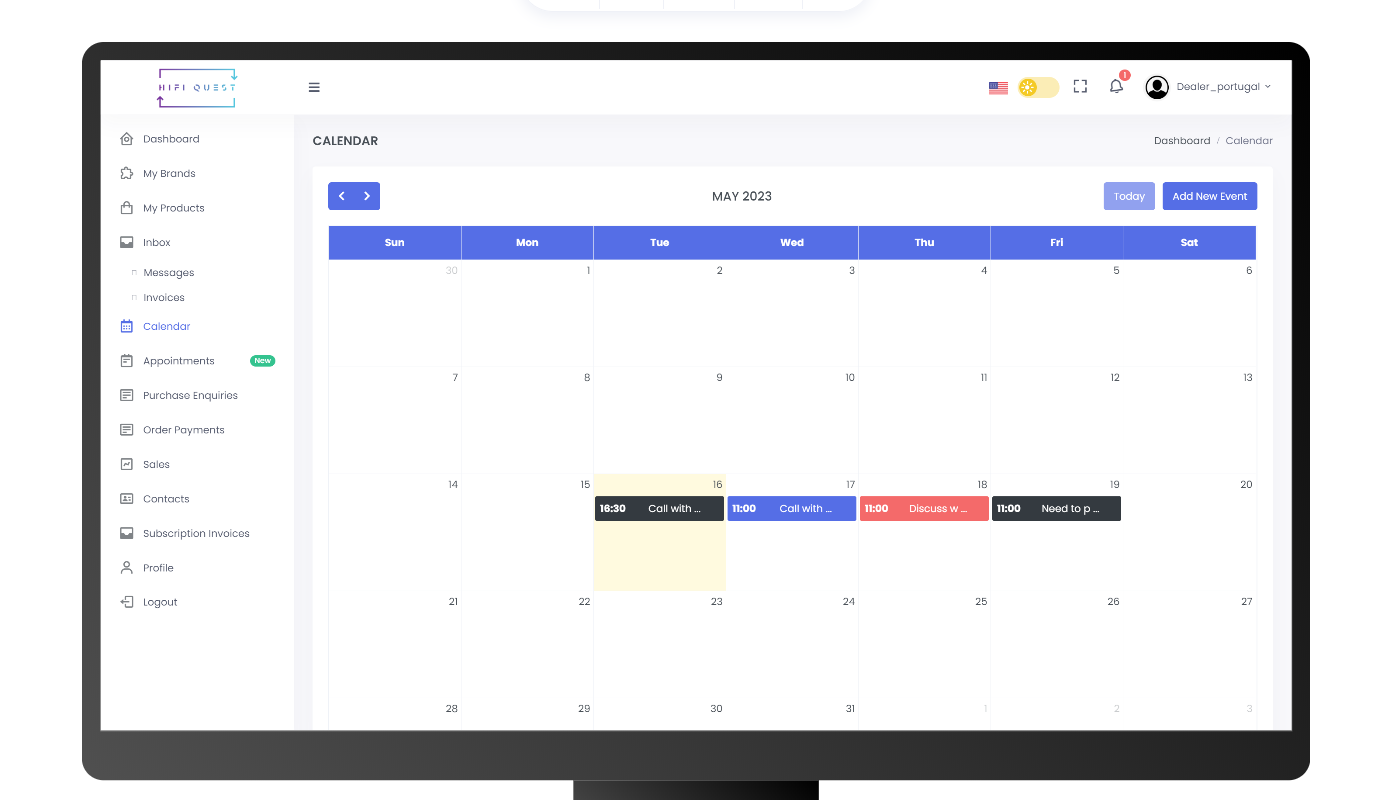 HIFI QUEST
1
Dealer_portugal
Dashboard
My Brands
My Products
Inbox
Messages
Invoices
Calendar
Appointments New
Purchase Enquiries
Order Payments
Sales
Contacts
Subscription Invoices
Profile
Logout
CALENDAR
Dashboard / Calendar
MAY 2023
Today Add New Event
Sun Mon Tue Wed Thu Fri Sat
30 1 2 3 4 5 6
7 8 9 10 11 12 13
14 15 16 17 18 19 20
16:30 Call with ... 11:00 Call with ... 11:00 Discuss w ... 11:00 Need to p ...
21 22 23 24 25 26 27
28 29 30 31 1 2 3